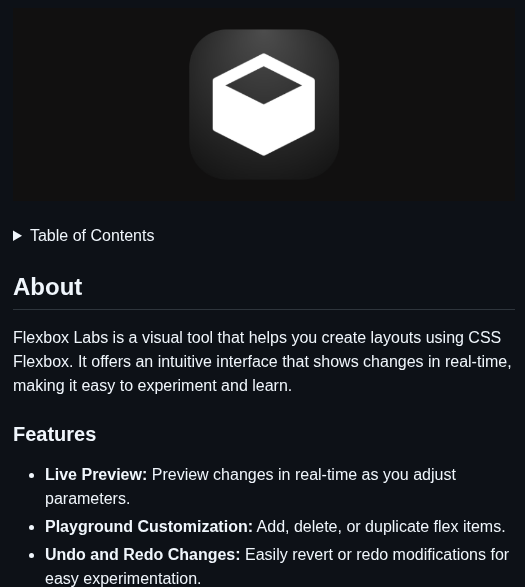 Table of Contents
About
Flexbox Labs is a visual tool that helps you create layouts using CSS
Flexbox. It offers an intuitive interface that shows changes in real-time,
making it easy to experiment and learn.
Features
Live Preview: Preview changes in real-time as you adjust
parameters.
Playground Customization: Add, delete, or duplicate flex items.
Undo and Redo Changes: Easily revert or redo modifications for
easy experimentation.